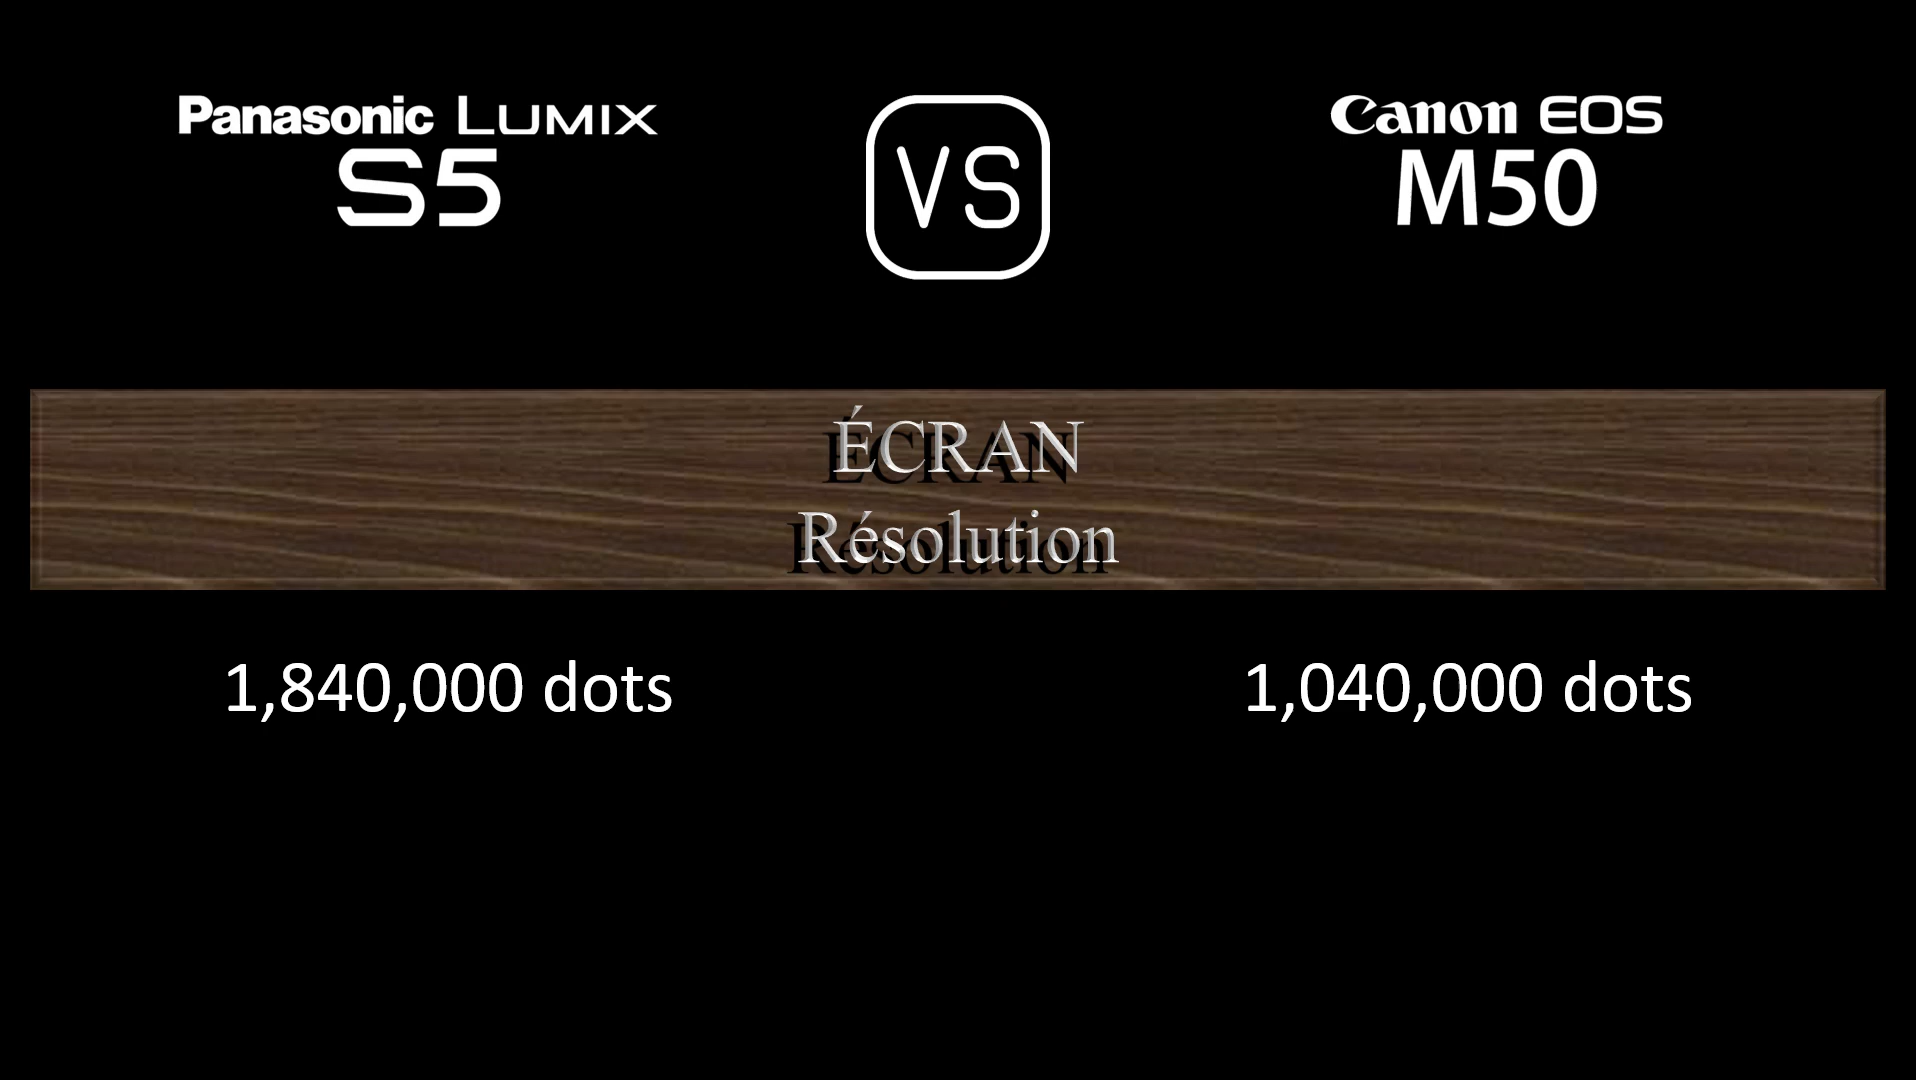 Panasonic LUMIX
S5
VS
Canon EOS
M50
ÉCRAN
Résolution
1,840,000 dots
1,040,000 dots